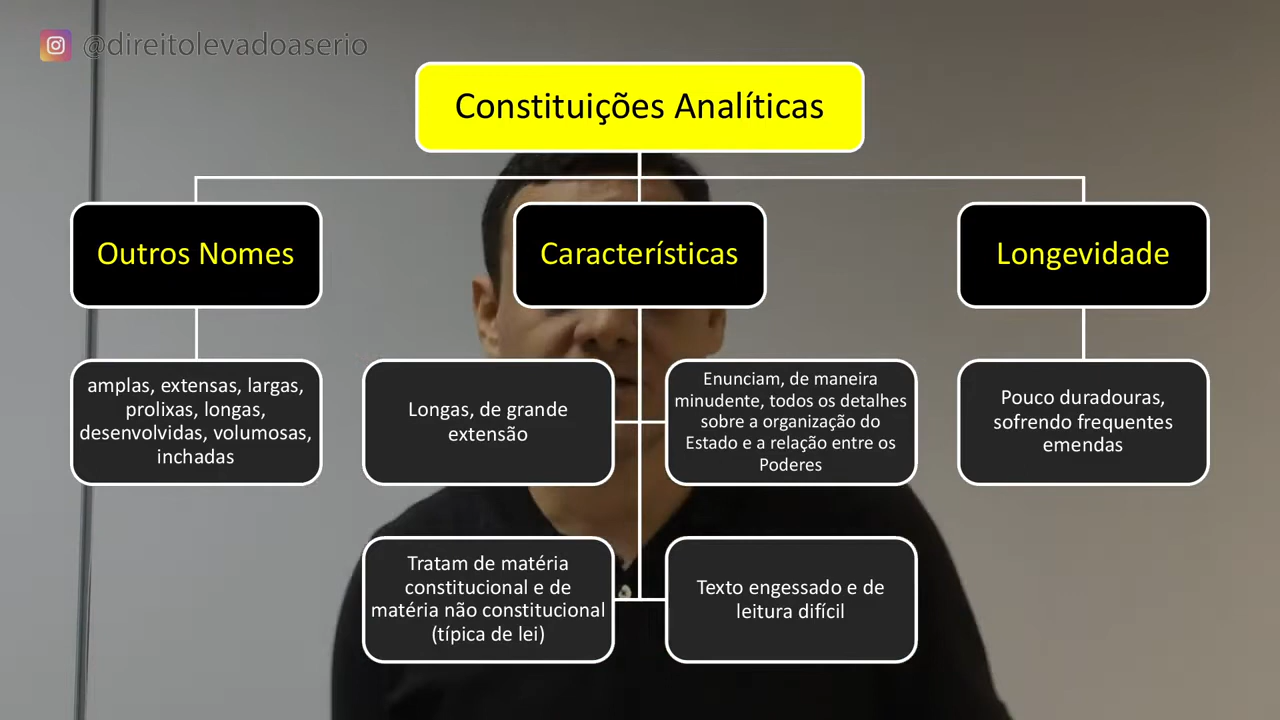 @direitolevadoaserio
Constituições Analíticas
Outros Nomes
Características
Longevidade
amplas, extensas, largas,
prolixas, longas,
desenvolvidas, volumosas,
inchadas
Longas, de grande
extensão
Enunciam, de maneira
minudente, todos os detalhes
sobre a organização do
Estado e a relação entre os
Poderes
Pouco duradouras,
sofrendo frequentes
emendas
Tratam de matéria
constitucional e de
matéria não constitucional
(típica de lei)
Texto engessado e de
leitura difícil